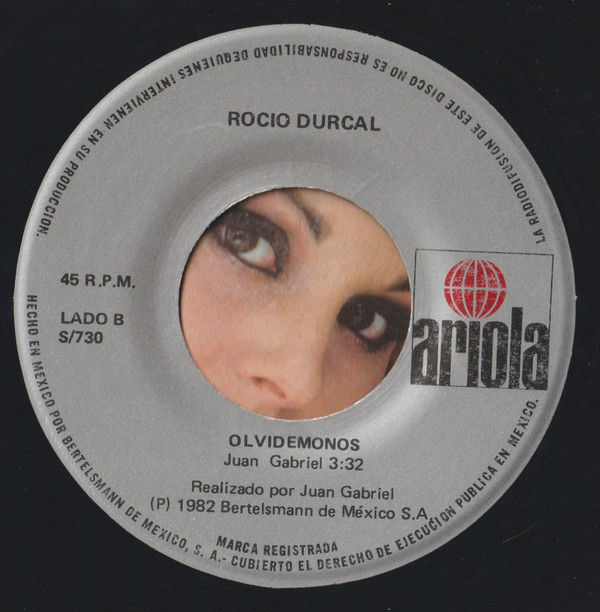 LA RADIODIFUSION DE ESTE DISCO NO ES RESPONSABILIDAD DEQUIENES INTERVIENEN EN SU PRODUCCION.
ROCIO DURCAL
45 R.P.M.
LADO B
S/730
ariola
OLVIDEMONOS
Juan Gabriel 3:32
Realizado por Juan Gabriel
(P) 1982 Bertelsmann de México S.A.
MARCA REGISTRADA
HECHO EN MEXICO POR BERTELSMANN DE MEXICO, S. A.- CUBIERTO EL DERECHO DE EJECUCION PUBLICA EN MEXICO.